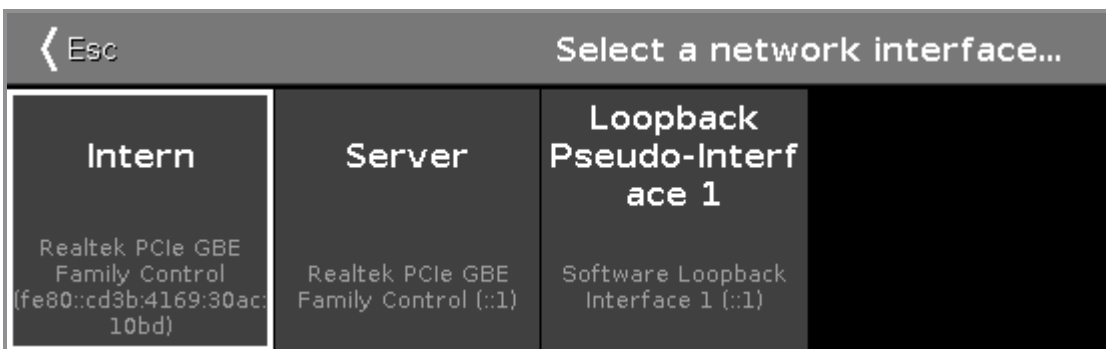 Esc
Select a network interface...
Intern
Realtek PCIe GBE
Family Control
(fe80::cd3b:4169:30ac:
10bd)
Server
Realtek PCIe GBE
Family Control (::1)
Loopback
Pseudo-Interf
ace 1
Software Loopback
Interface 1 (::1)